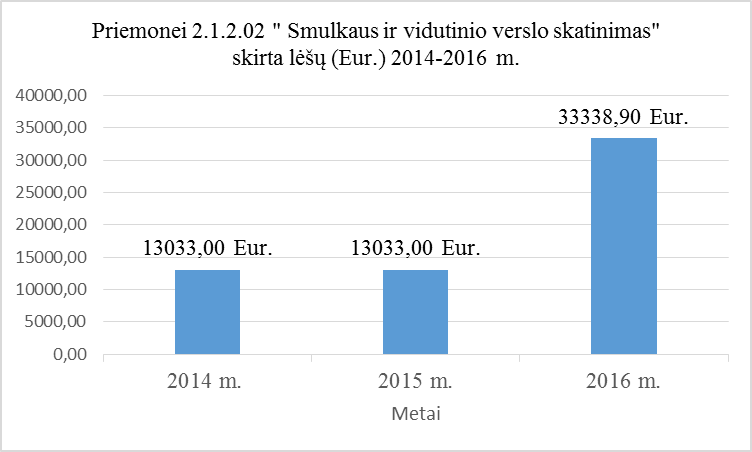 Priemonei 2.1.2.02 " Smulkaus ir vidutinio verslo skatinimas"
skirta lėšų (Eur.) 2014-2016 m.
40000,00
35000,00
30000,00
25000,00
20000,00
15000,00
10000,00
5000,00
0,00
13033,00 Eur.
13033,00 Eur.
33338,90 Eur.
2014 m.
2015 m.
2016 m.
Metai